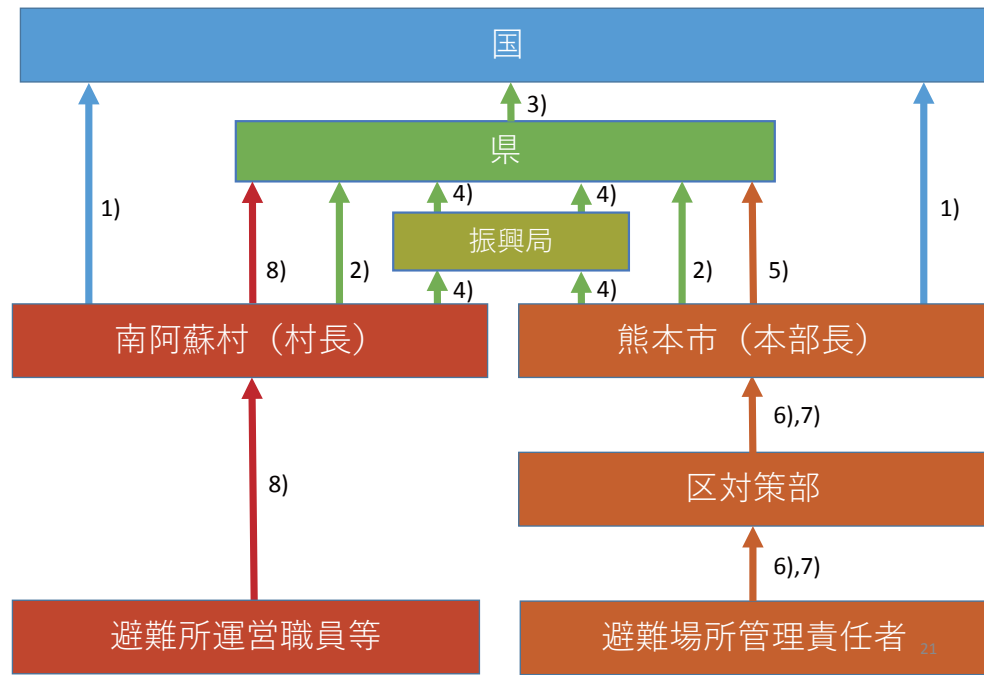 国
3)
県
1)
4)
4)
1)
振興局
8)
2)
2)
5)
4)
4)
南阿蘇村（村長）
熊本市（本部長）
6),7)
8)
区対策部
6),7)
避難所運営職員等
避難場所管理責任者
21